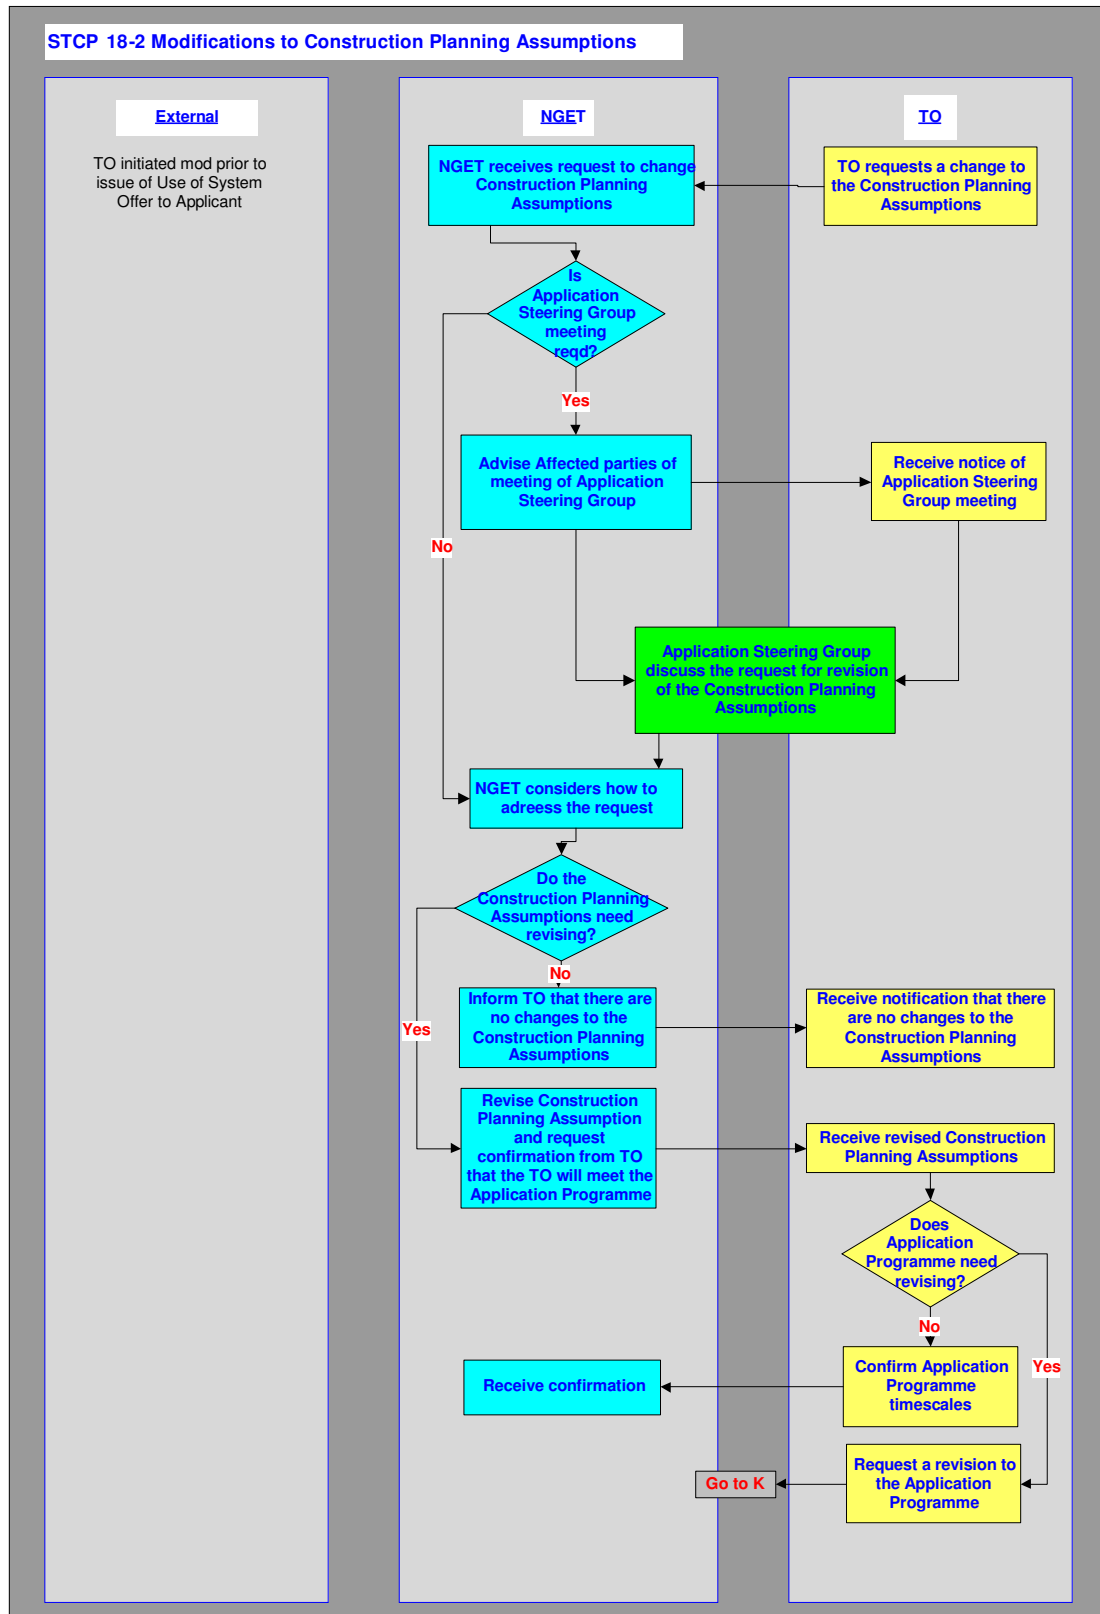 STCP 18-2 Modifications to Construction Planning Assumptions
External
NGET
TO
TO initiated mod prior to
issue of Use of System
Offer to Applicant
NGET receives request to change
Construction Planning
Assumptions
TO requests a change to
the Construction Planning
Assumptions
Is
Application
Steering Group
meeting
reqd?
Yes
Advise Affected parties of
meeting of Application
Steering Group
Receive notice of
Application Steering
Group meeting
No
Application Steering Group
discuss the request for revision
of the Construction Planning
Assumptions
NGET considers how to
adreess the request
Do the
Construction Planning
Assumptions need
revising?
No
Yes
Inform TO that there are
no changes to the
Construction Planning
Assumptions
Receive notification that there
are no changes to the
Construction Planning
Assumptions
Revise Construction
Planning Assumption
and request
confirmation from TO
that the TO will meet the
Application Programme
Receive revised Construction
Planning Assumptions
Does
Application
Programme need
revising?
No
Yes
Confirm Application
Programme
timescales
Receive confirmation
Request a revision to
the Application
Programme
Go to K